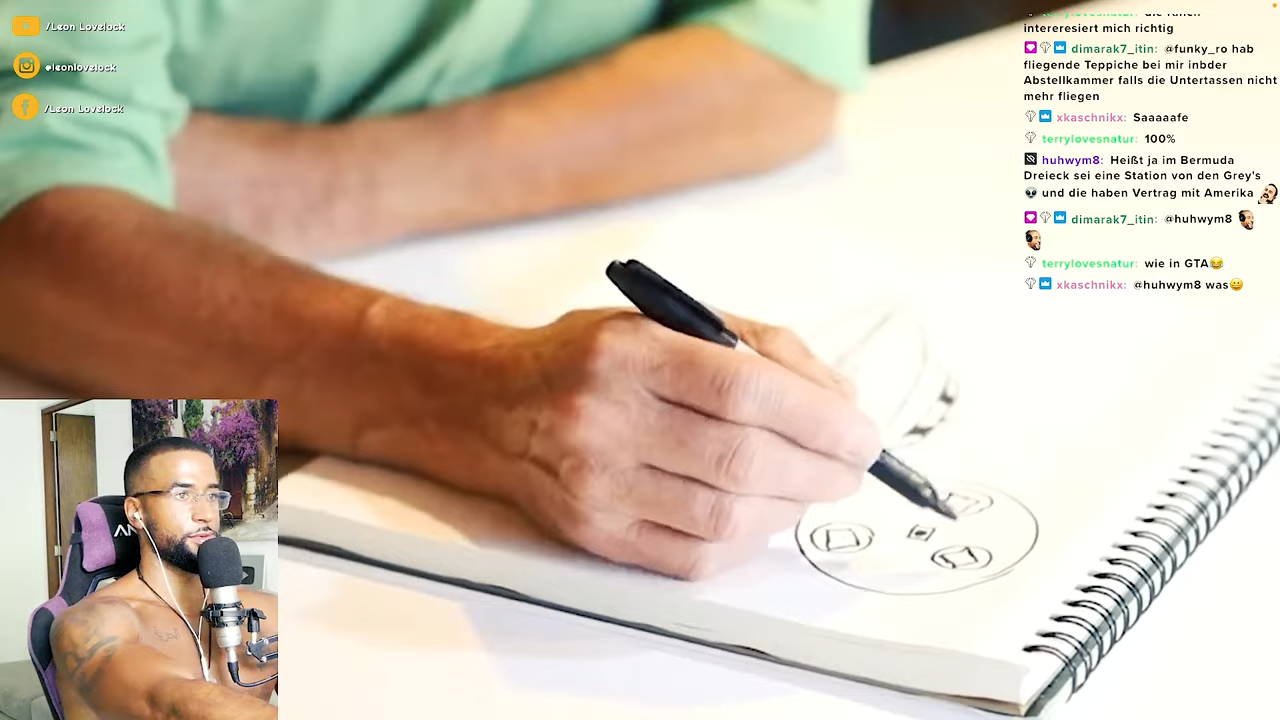 /Leon Lovelock
@leonlovelock
/Leon Lovelock
intereresiert mich richtig
dimarak7_itin: @funky_ro hab
fliegende Teppiche bei mir inbder
Abstellkammer falls die Untertassen nicht
mehr fliegen
xkaschnikx: Saaaaafe
terrylovesnatur: 100%
huhwym8: Heißt ja im Bermuda
Dreieck sei eine Station von den Grey's
👽 und die haben Vertrag mit Amerika
dimarak7_itin: @huhwym8
terrylovesnatur: wie in GTA😂
xkaschnikx: @huhwym8 was😀